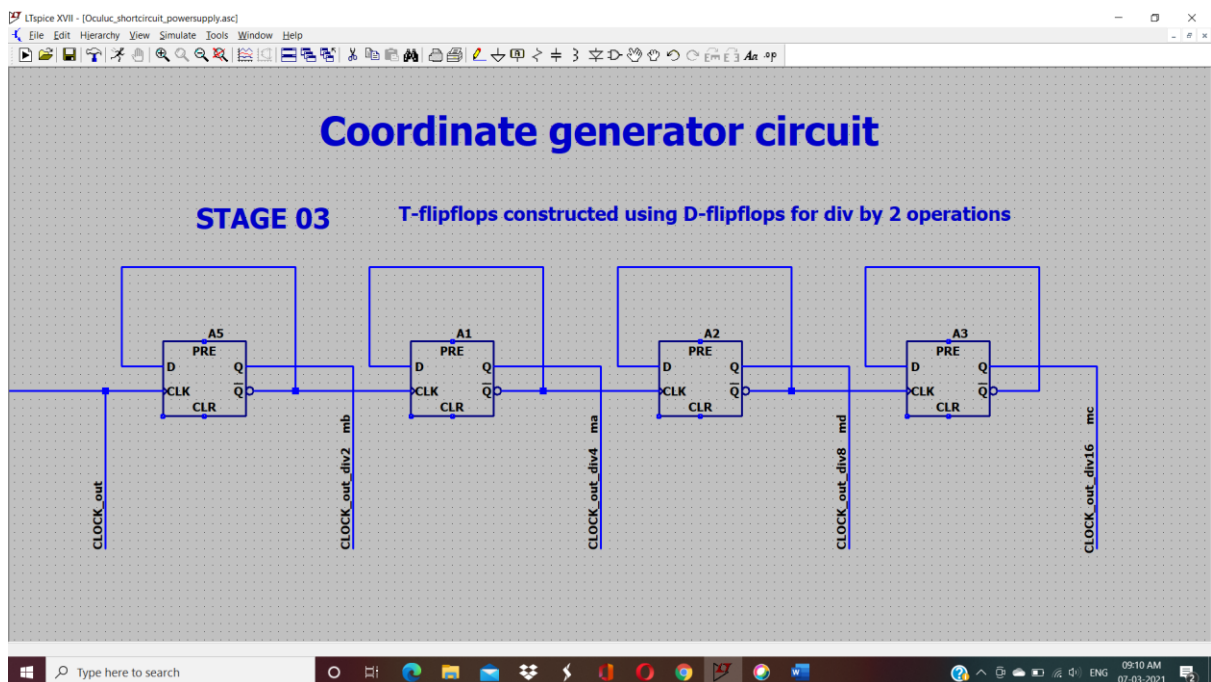 LTspice XVII - [Oculuc_shortcircuit_powersupply.asc]
File Edit Hierarchy View Simulate Tools Window Help
Coordinate generator circuit
STAGE 03
T-flipflops constructed using D-flipflops for div by 2 operations
A5
PRE
D Q
CLK Q
CLR
A1
PRE
D Q
CLK Q
CLR
A2
PRE
D Q
CLK Q
CLR
A3
PRE
D Q
CLK Q
CLR
CLOCK_out
CLOCK_out_div2 mb
CLOCK_out_div4 ma
CLOCK_out_div8 md
CLOCK_out_div16 mc
Type here to search
ENG
09:10 AM
07-03-2021
2